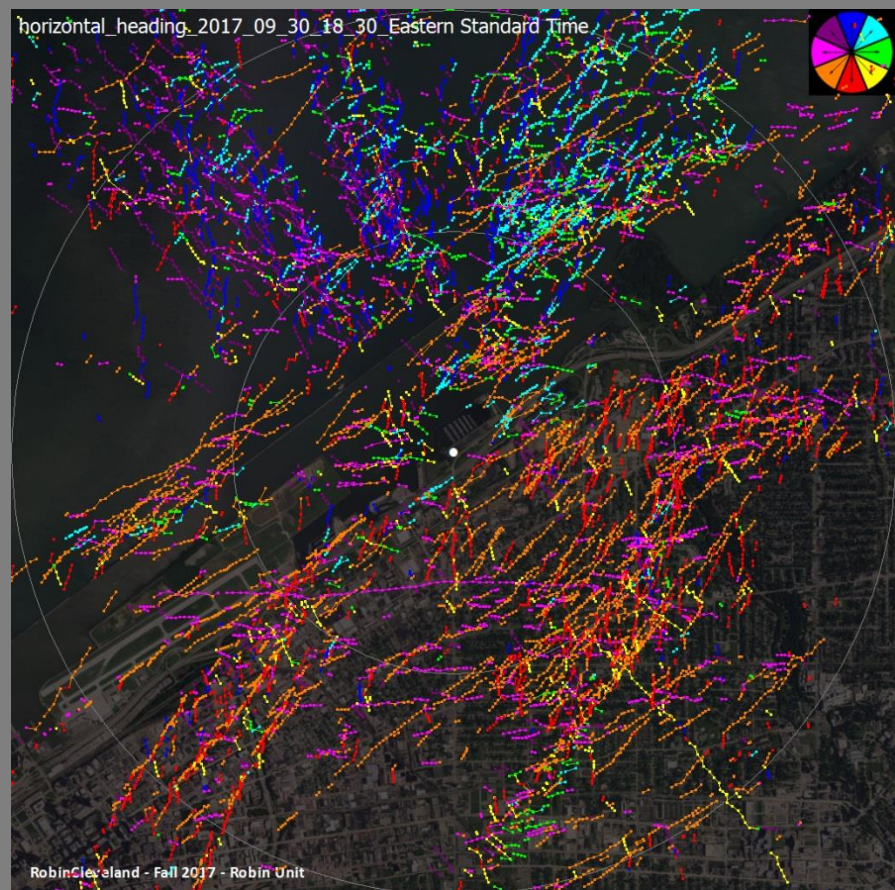 horizontal_heading_2017_09_30_18_30_Eastern Standard Time
RobinCleveland - Fall 2017 - Robin Unit